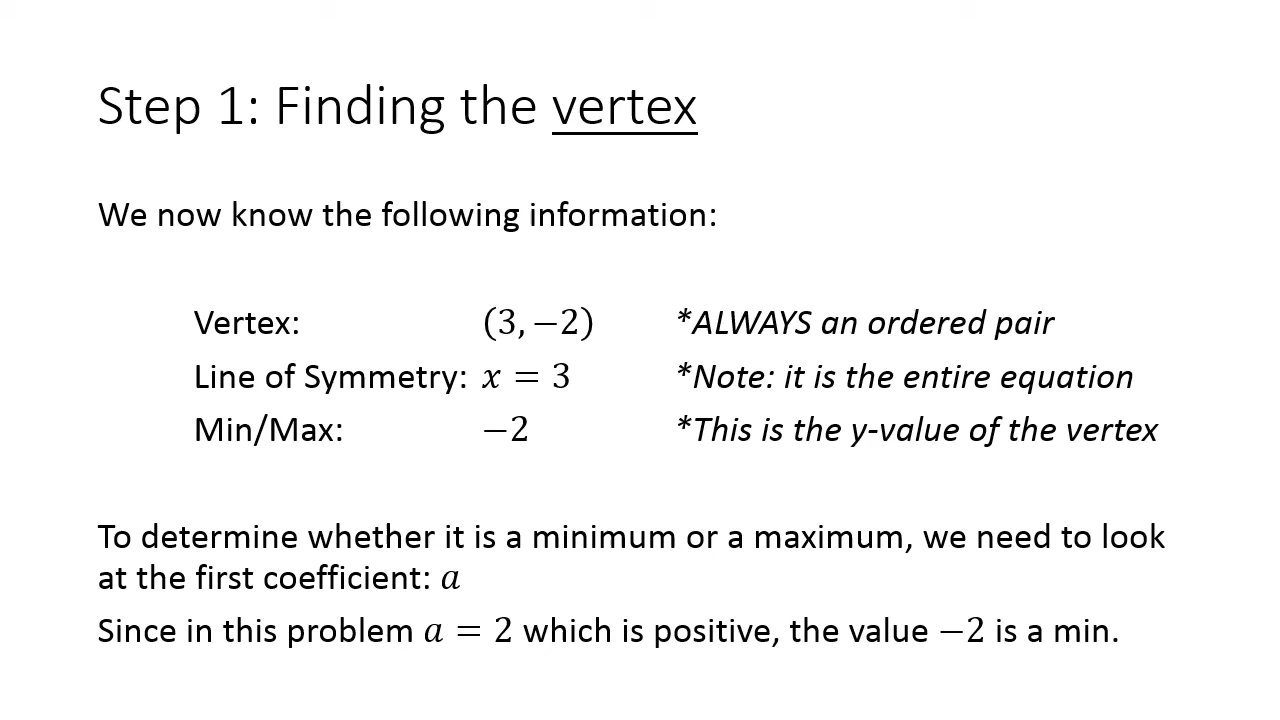 Step 1: Finding the vertex
We now know the following information:
Vertex: (3, −2) *ALWAYS an ordered pair
Line of Symmetry: x = 3 *Note: it is the entire equation
Min/Max: −2 *This is the y-value of the vertex
To determine whether it is a minimum or a maximum, we need to look
at the first coefficient: a
Since in this problem a = 2 which is positive, the value −2 is a min.